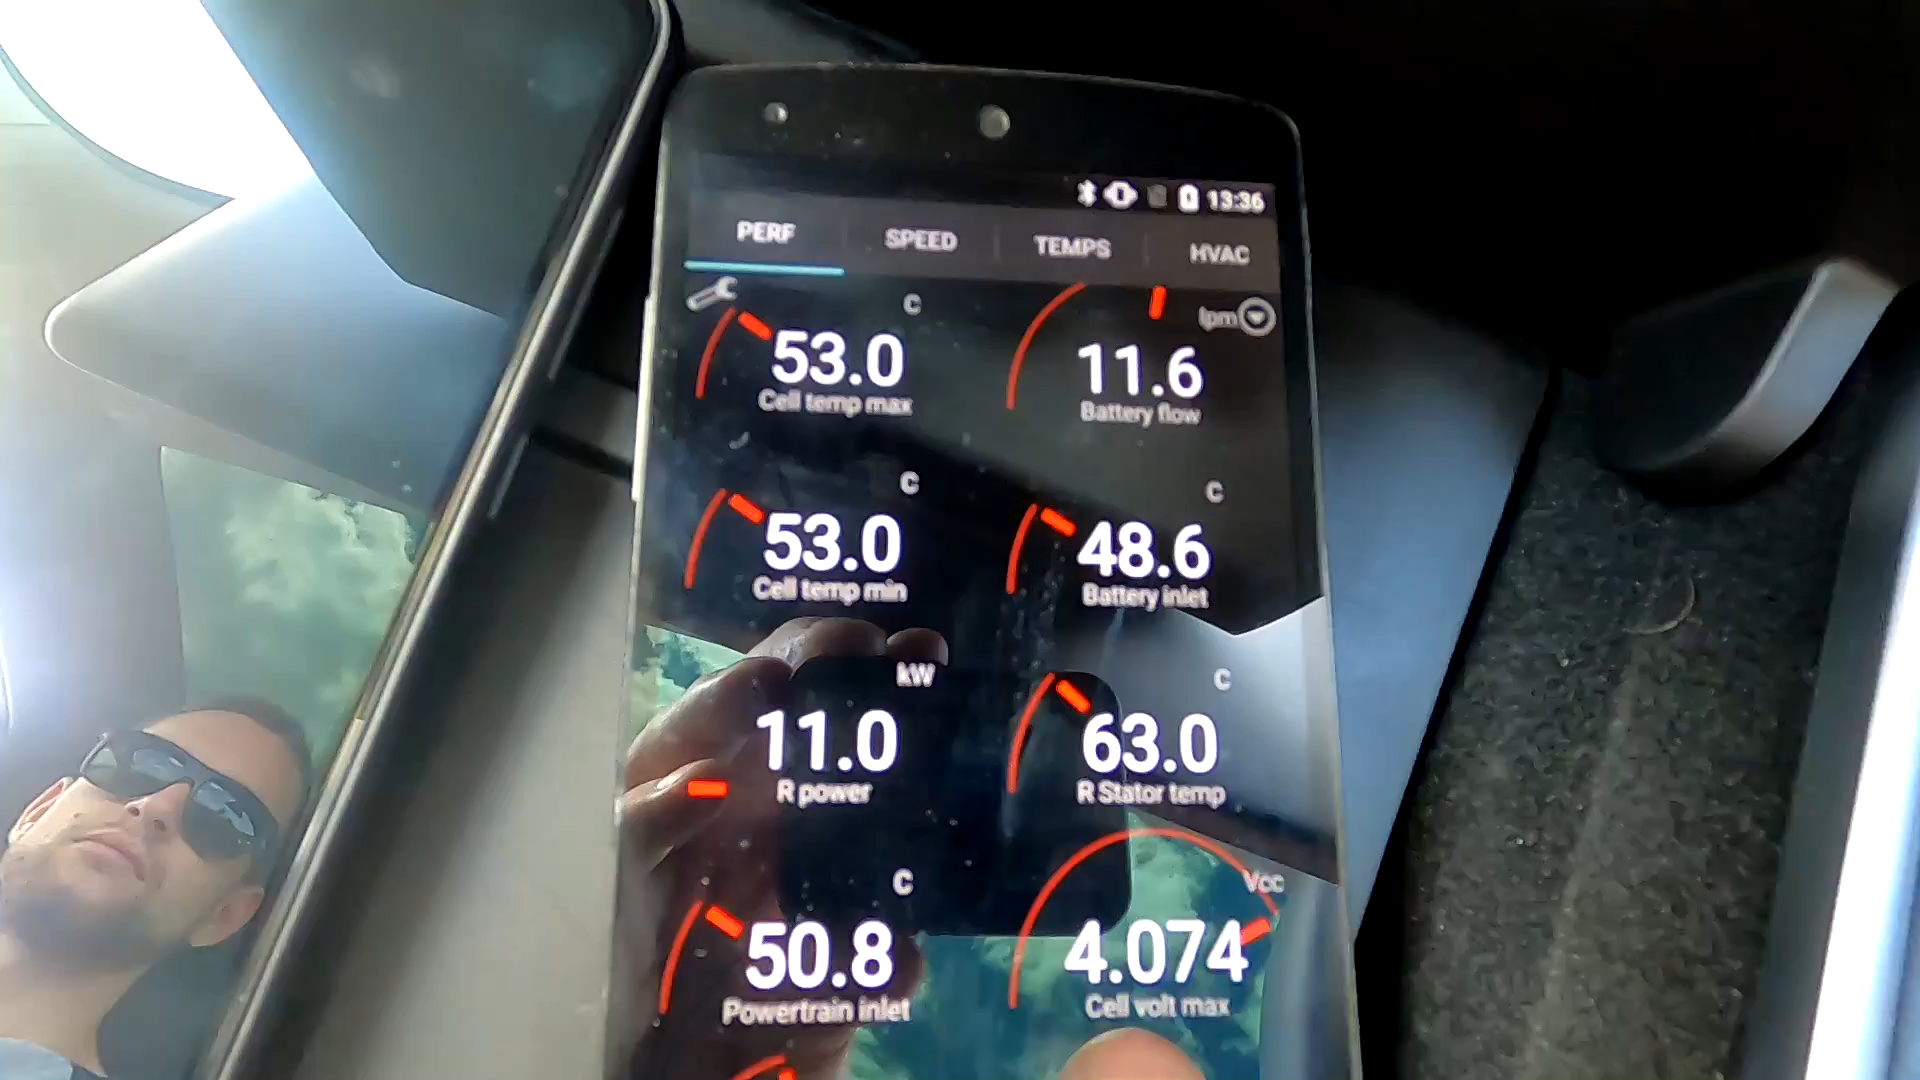 13:36
PERF SPEED TEMPS HVAC
C
53.0
Cell temp max
lpm
11.6
Battery flow
C
53.0
Cell temp min
C
48.6
Battery inlet
kW
11.0
R power
C
63.0
R Stator temp
C
50.8
Powertrain inlet
Vcc
4.074
Cell volt max